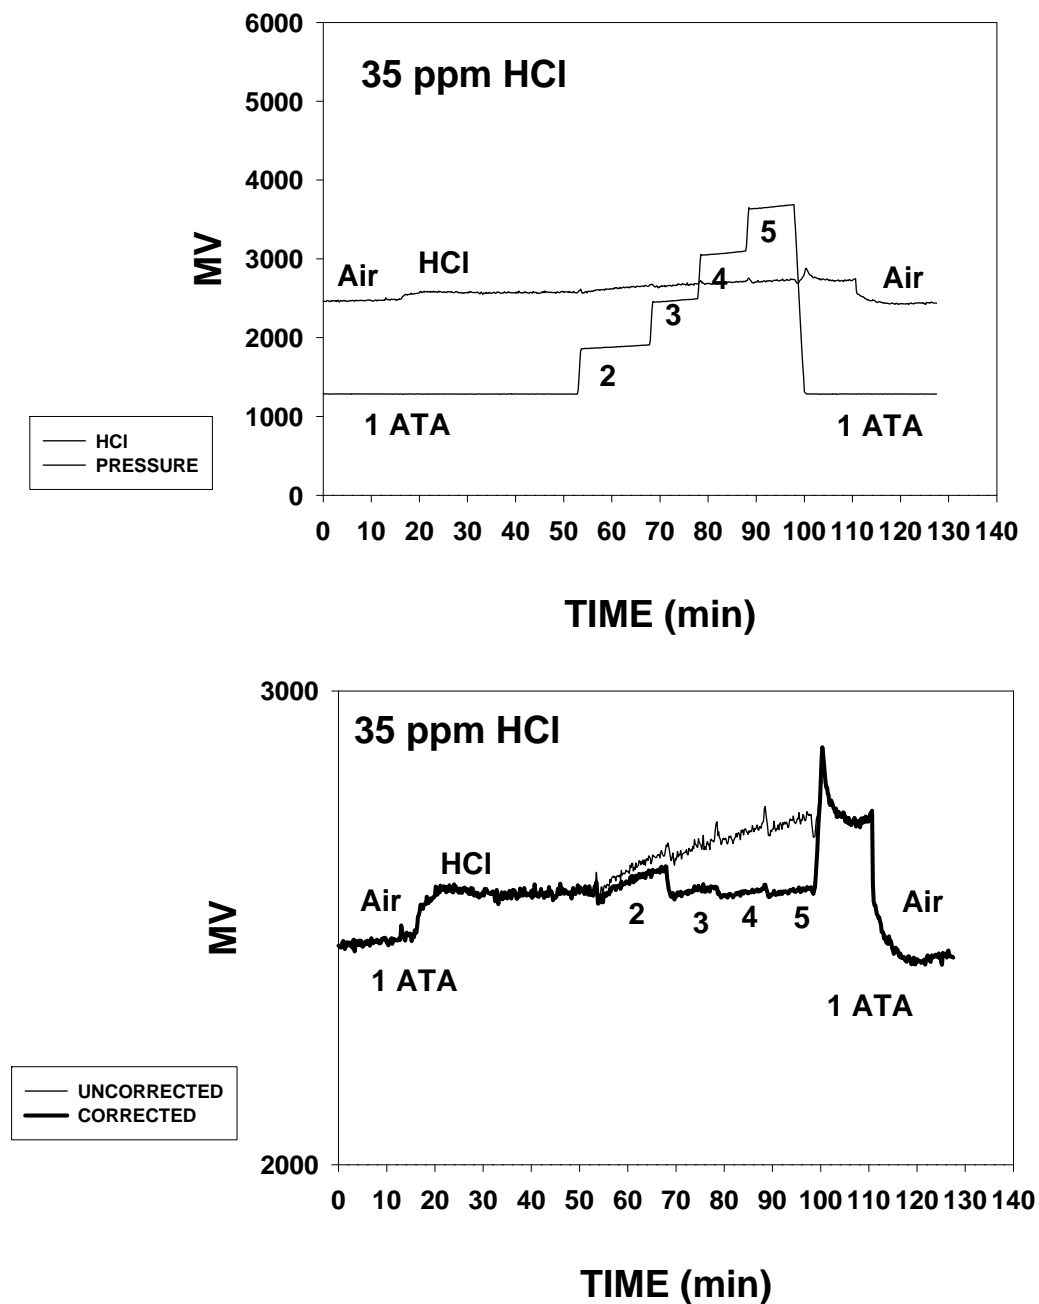 6000
35 ppm HCl
5000
4000
MV
3000
Air
HCl
5
4
Air
3
2000
2
1000
1 ATA
1 ATA
HCl
PRESSURE
0
0 10 20 30 40 50 60 70 80 90 100 110 120 130 140
TIME (min)
3000
35 ppm HCl
HCl
MV
Air
2
3
4
5
Air
1 ATA
1 ATA
UNCORRECTED
CORRECTED
2000
0 10 20 30 40 50 60 70 80 90 100 110 120 130 140
TIME (min)